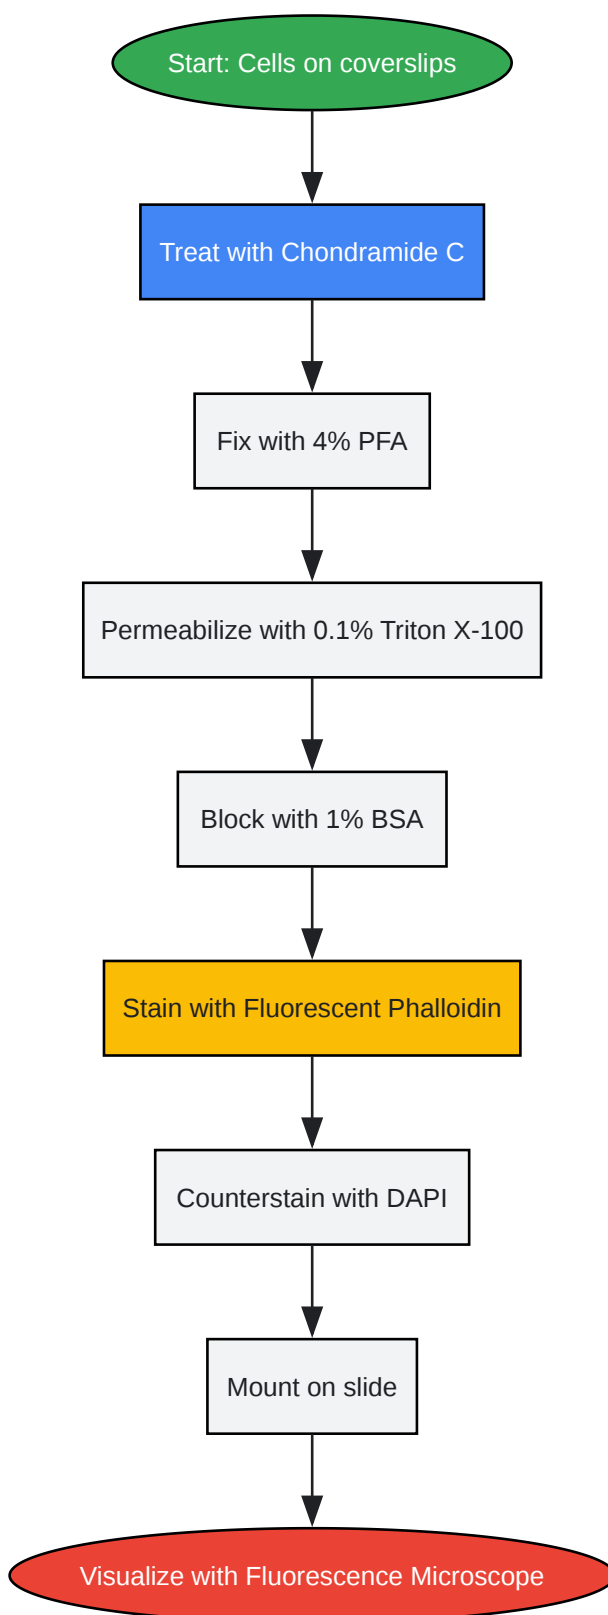 Start: Cells on coverslips
Treat with Chondramide C
Fix with 4% PFA
Permeabilize with 0.1% Triton X-100
Block with 1% BSA
Stain with Fluorescent Phalloidin
Counterstain with DAPI
Mount on slide
Visualize with Fluorescence Microscope